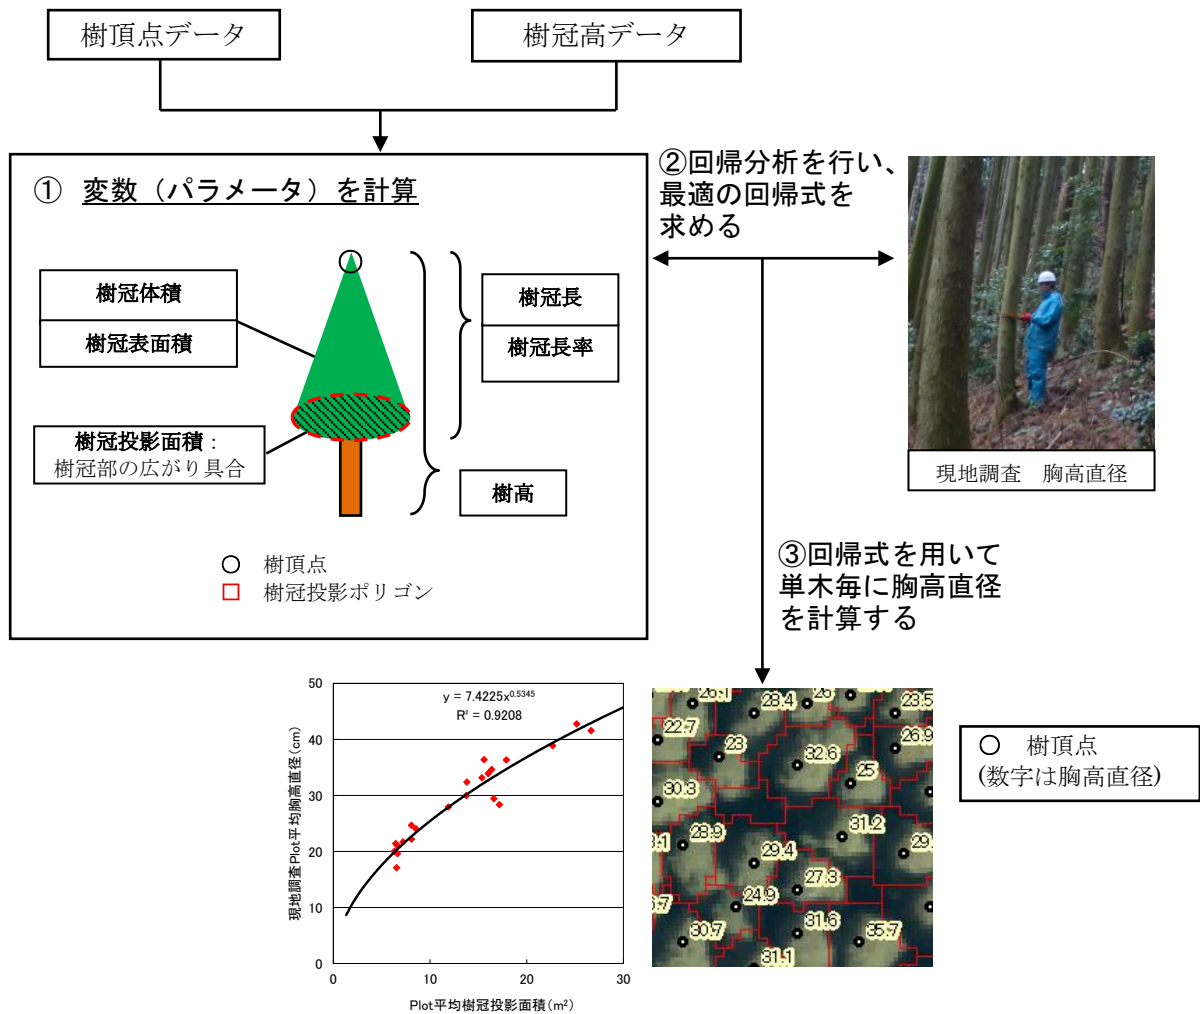 樹頂点データ
樹冠高データ
① 変数（パラメータ）を計算
樹冠体積
樹冠表面積
樹冠投影面積：
樹冠部の広がり具合
樹冠長
樹冠長率
樹高
樹頂点
樹冠投影ポリゴン
②回帰分析を行い、
最適の回帰式を
求める
現地調査　胸高直径
③回帰式を用いて
単木毎に胸高直径
を計算する
y = 7.4225x^0.5345
R² = 0.9208
現地調査Plot平均胸高直径(cm)
50
40
30
20
10
0
0 10 20 30
Plot平均樹冠投影面積(m²)
26.1
28.4
26
23.5
22.7
23
32.6
26.9
25
30.3
31.2
28.9
29.4
29.
27.3
24.9
30.7
31.6
35.7
31.1
樹頂点
(数字は胸高直径)